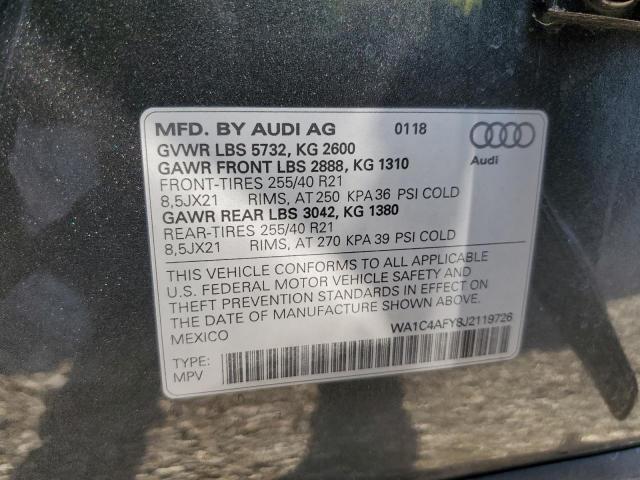 MFD. BY AUDI AG 0118
GVWR LBS 5732, KG 2600
GAWR FRONT LBS 2888, KG 1310
FRONT-TIRES 255/40 R21
8,5JX21 RIMS, AT 250 KPA 36 PSI COLD
GAWR REAR LBS 3042, KG 1380
REAR-TIRES 255/40 R21
8,5JX21 RIMS, AT 270 KPA 39 PSI COLD
Audi
THIS VEHICLE CONFORMS TO ALL APPLICABLE
U.S. FEDERAL MOTOR VEHICLE SAFETY AND
THEFT PREVENTION STANDARDS IN EFFECT ON
THE DATE OF MANUFACTURE SHOWN ABOVE.
MEXICO
WA1C4AFY8J2119726
TYPE:
MPV